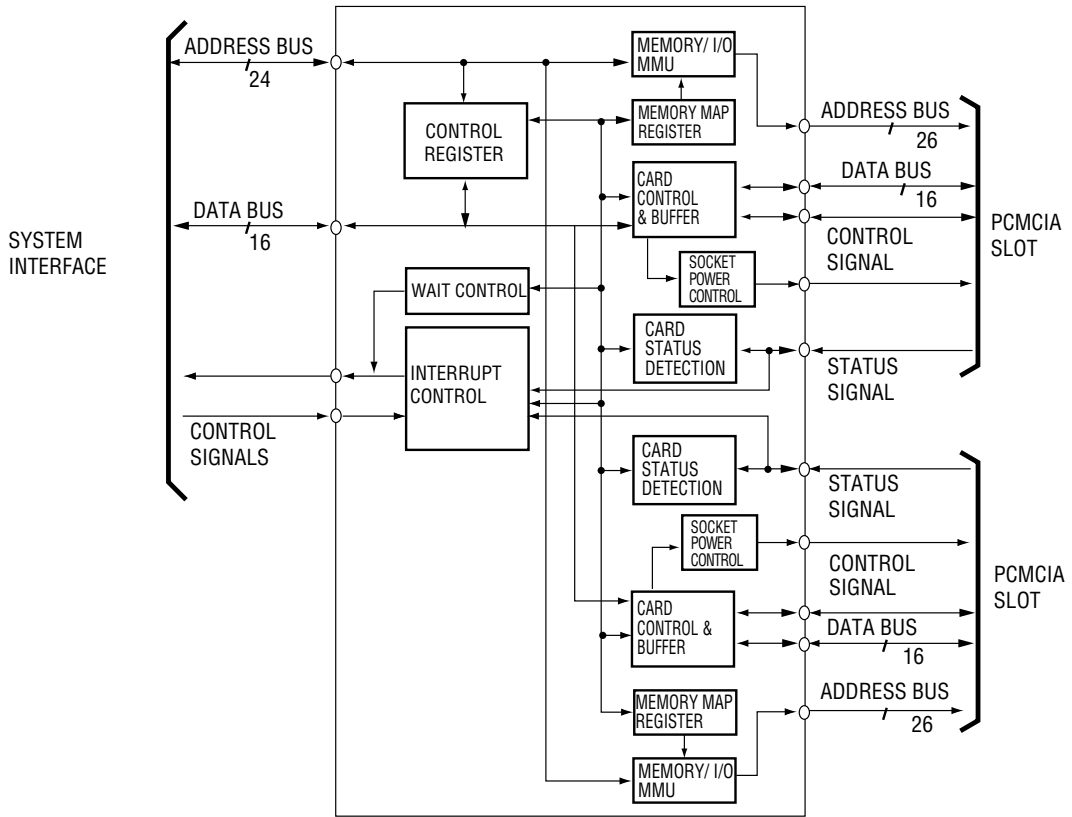 ADDRESS BUS
24
MEMORY/ I/O
MMU
MEMORY MAP
REGISTER
CONTROL
REGISTER
ADDRESS BUS
26
CARD
CONTROL
& BUFFER
DATA BUS
16
DATA BUS
16
CONTROL
SIGNAL
PCMCIA
SLOT
SYSTEM
INTERFACE
SOCKET
POWER
CONTROL
WAIT CONTROL
CARD
STATUS
DETECTION
STATUS
SIGNAL
INTERRUPT
CONTROL
CONTROL
SIGNALS
CARD
STATUS
DETECTION
STATUS
SIGNAL
SOCKET
POWER
CONTROL
CONTROL
SIGNAL
PCMCIA
SLOT
CARD
CONTROL &
BUFFER
DATA BUS
16
MEMORY MAP
REGISTER
ADDRESS BUS
26
MEMORY/ I/O
MMU